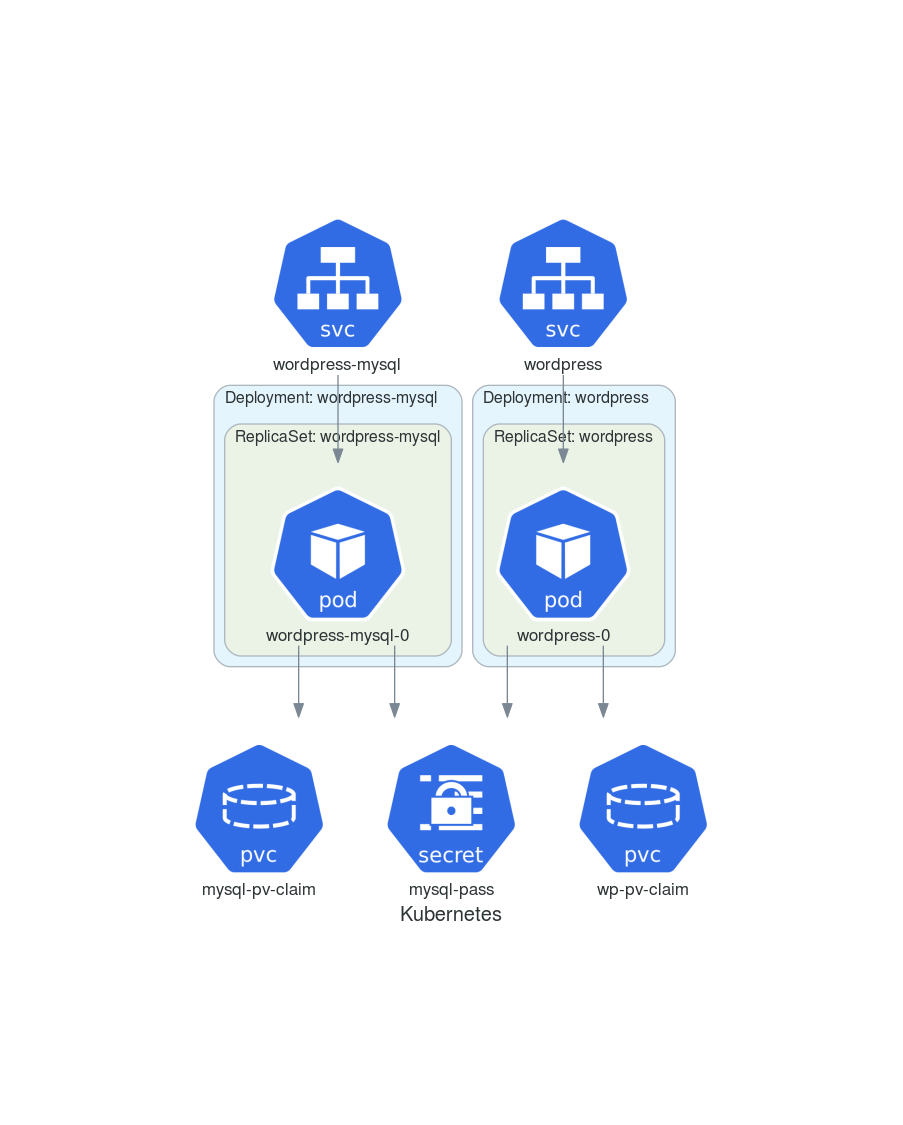 svc
svc
wordpress-mysql
wordpress
Deployment: wordpress-mysql
Deployment: wordpress
ReplicaSet: wordpress-mysql
ReplicaSet: wordpress
pod
pod
wordpress-mysql-0
wordpress-0
pvc
secret
pvc
mysql-pv-claim
mysql-pass
wp-pv-claim
Kubernetes